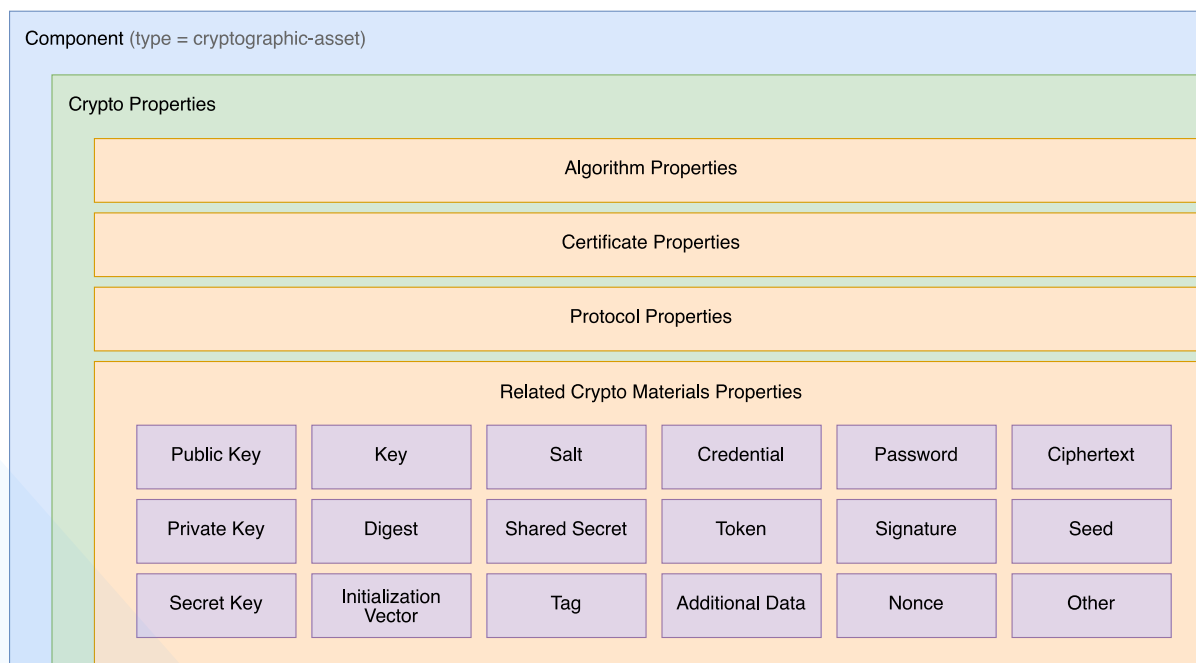 Component (type = cryptographic-asset)
Crypto Properties
Algorithm Properties
Certificate Properties
Protocol Properties
Related Crypto Materials Properties
Public Key
Key
Salt
Credential
Password
Ciphertext
Private Key
Digest
Shared Secret
Token
Signature
Seed
Secret Key
Initialization
Vector
Tag
Additional Data
Nonce
Other